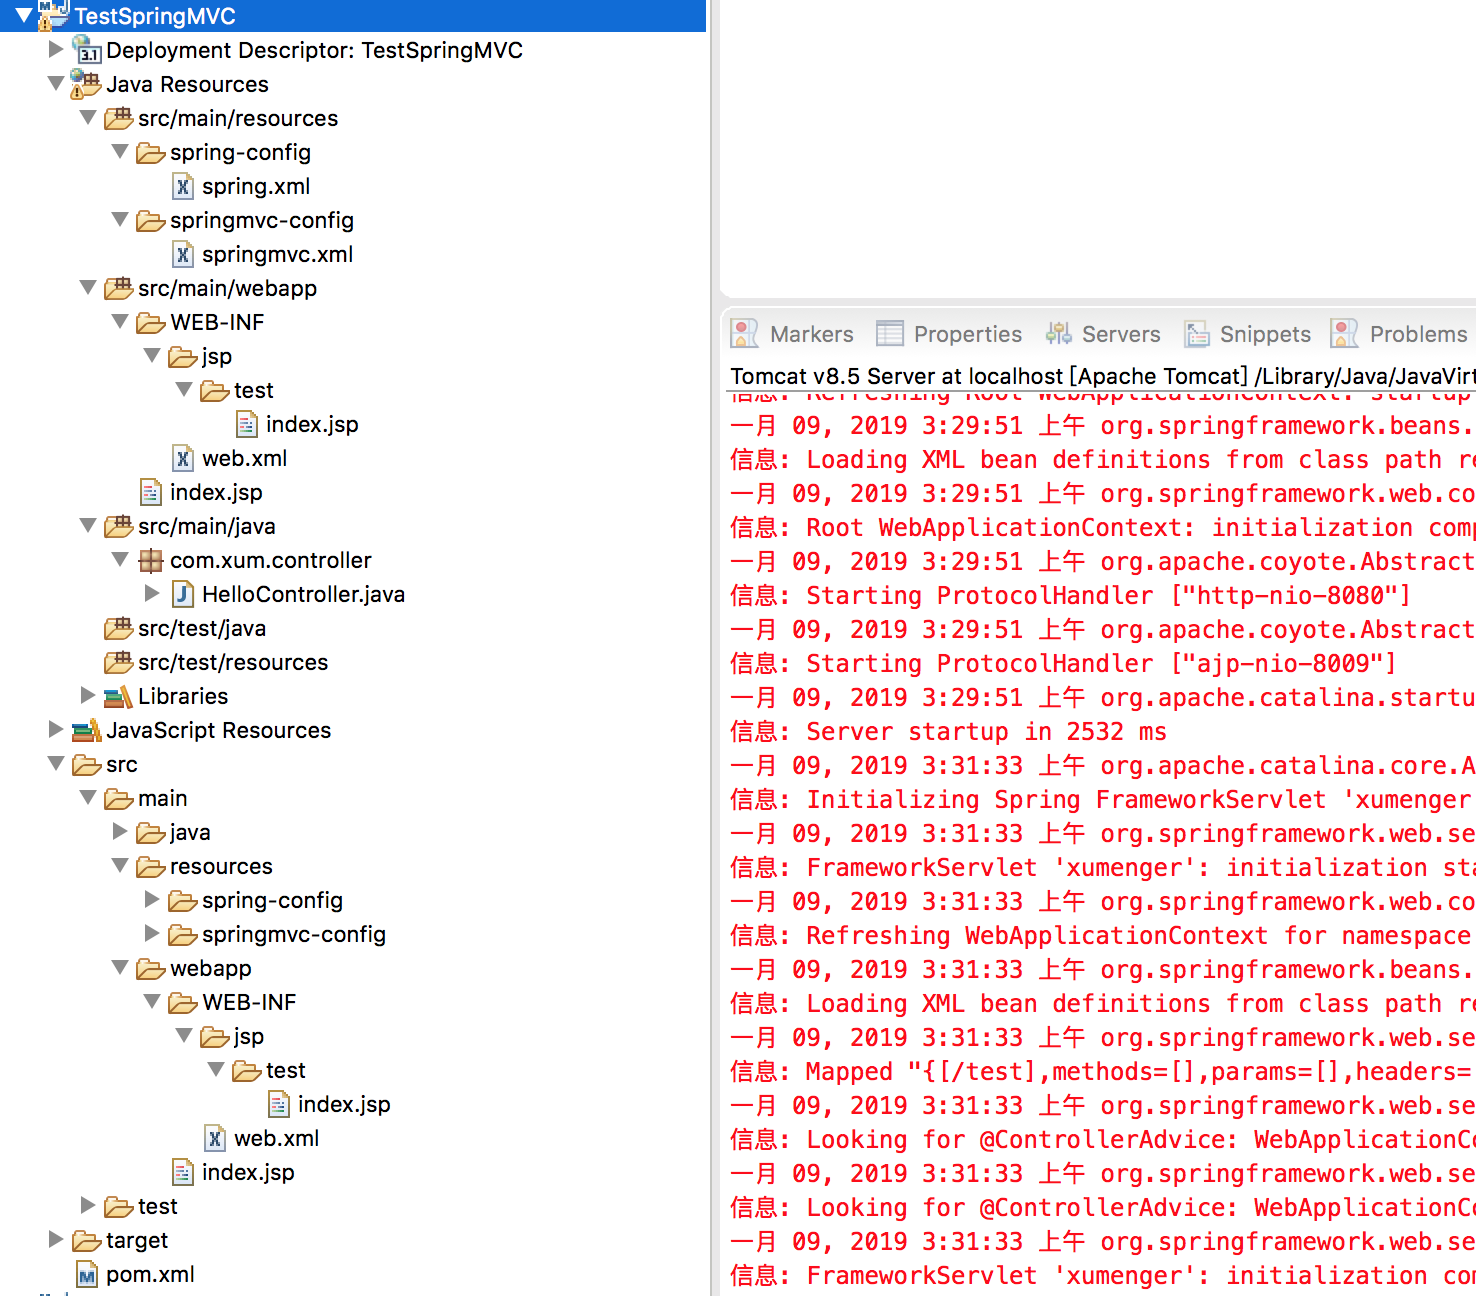 TestSpringMVC
Deployment Descriptor: TestSpringMVC
Java Resources
src/main/resources
spring-config
spring.xml
springmvc-config
springmvc.xml
src/main/webapp
WEB-INF
jsp
test
index.jsp
web.xml
index.jsp
src/main/java
com.xum.controller
HelloController.java
src/test/java
src/test/resources
Libraries
JavaScript Resources
src
main
java
resources
spring-config
springmvc-config
webapp
WEB-INF
jsp
test
index.jsp
web.xml
index.jsp
test
target
pom.xml
Markers Properties Servers Snippets Problems
Tomcat v8.5 Server at localhost [Apache Tomcat] /Library/Java/JavaVirt
信息: Refreshing Root WebApplicationContext: startup
一月 09, 2019 3:29:51 上午 org.springframework.beans.
信息: Loading XML bean definitions from class path re
一月 09, 2019 3:29:51 上午 org.springframework.web.co
信息: Root WebApplicationContext: initialization comp
一月 09, 2019 3:29:51 上午 org.apache.coyote.Abstract
信息: Starting ProtocolHandler ["http-nio-8080"]
一月 09, 2019 3:29:51 上午 org.apache.coyote.Abstract
信息: Starting ProtocolHandler ["ajp-nio-8009"]
一月 09, 2019 3:29:51 上午 org.apache.catalina.startu
信息: Server startup in 2532 ms
一月 09, 2019 3:31:33 上午 org.apache.catalina.core.A
信息: Initializing Spring FrameworkServlet 'xumenger
一月 09, 2019 3:31:33 上午 org.springframework.web.se
信息: FrameworkServlet 'xumenger': initialization sta
一月 09, 2019 3:31:33 上午 org.springframework.web.co
信息: Refreshing WebApplicationContext for namespace
一月 09, 2019 3:31:33 上午 org.springframework.beans.
信息: Loading XML bean definitions from class path re
一月 09, 2019 3:31:33 上午 org.springframework.web.se
信息: Mapped "{[/test],methods=[],params=[],headers=
一月 09, 2019 3:31:33 上午 org.springframework.web.se
信息: Looking for @ControllerAdvice: WebApplicationCo
一月 09, 2019 3:31:33 上午 org.springframework.web.se
信息: Looking for @ControllerAdvice: WebApplicationCo
一月 09, 2019 3:31:33 上午 org.springframework.web.se
信息: FrameworkServlet 'xumenger': initialization com